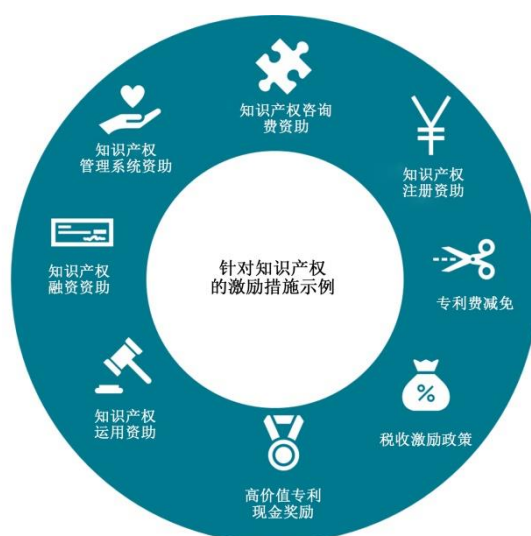 知识产权咨询
费资助
知识产权
注册资助
专利费减免
%
税收激励政策
高价值专利
现金奖励
知识产权
运用资助
知识产权
融资资助
知识产权
管理系统资助
针对知识产权
的激励措施示例